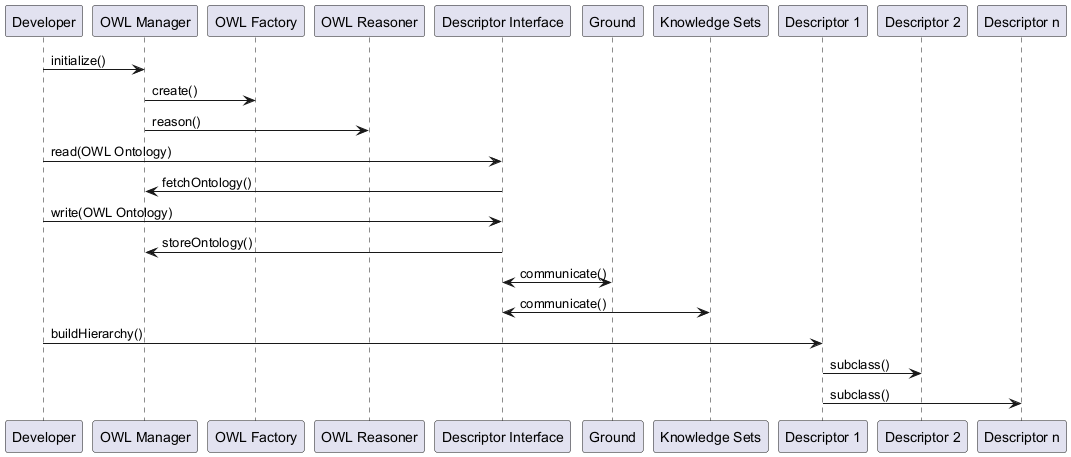 Developer OWL Manager OWL Factory OWL Reasoner Descriptor Interface Ground Knowledge Sets Descriptor 1 Descriptor 2 Descriptor n
initialize()
create()
reason()
read(OWL Ontology)
fetchOntology()
write(OWL Ontology)
storeOntology()
communicate()
communicate()
buildHierarchy()
subclass()
subclass()
Developer OWL Manager OWL Factory OWL Reasoner Descriptor Interface Ground Knowledge Sets Descriptor 1 Descriptor 2 Descriptor n